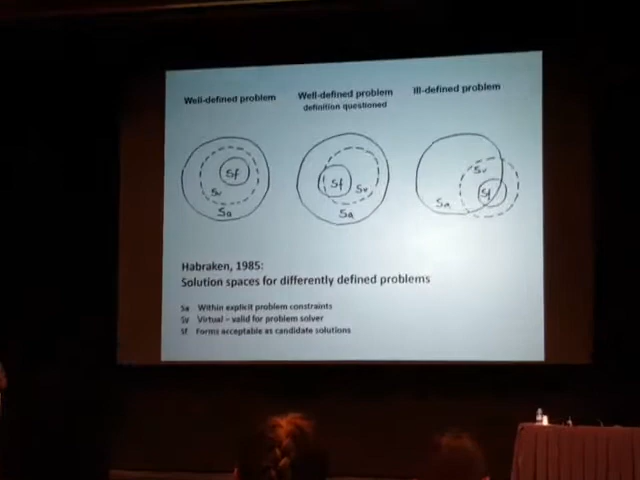 Well-defined problem
Well-defined problem
definition questioned
Ill-defined problem
Sf
Sv
Sa
Sf
Sv
Sa
Sv
Sf
Sa
Habraken, 1985:
Solution spaces for differently defined problems
Sa Within explicit problem constraints
Sv Virtual – valid for problem solver
Sf Forms acceptable as candidate solutions